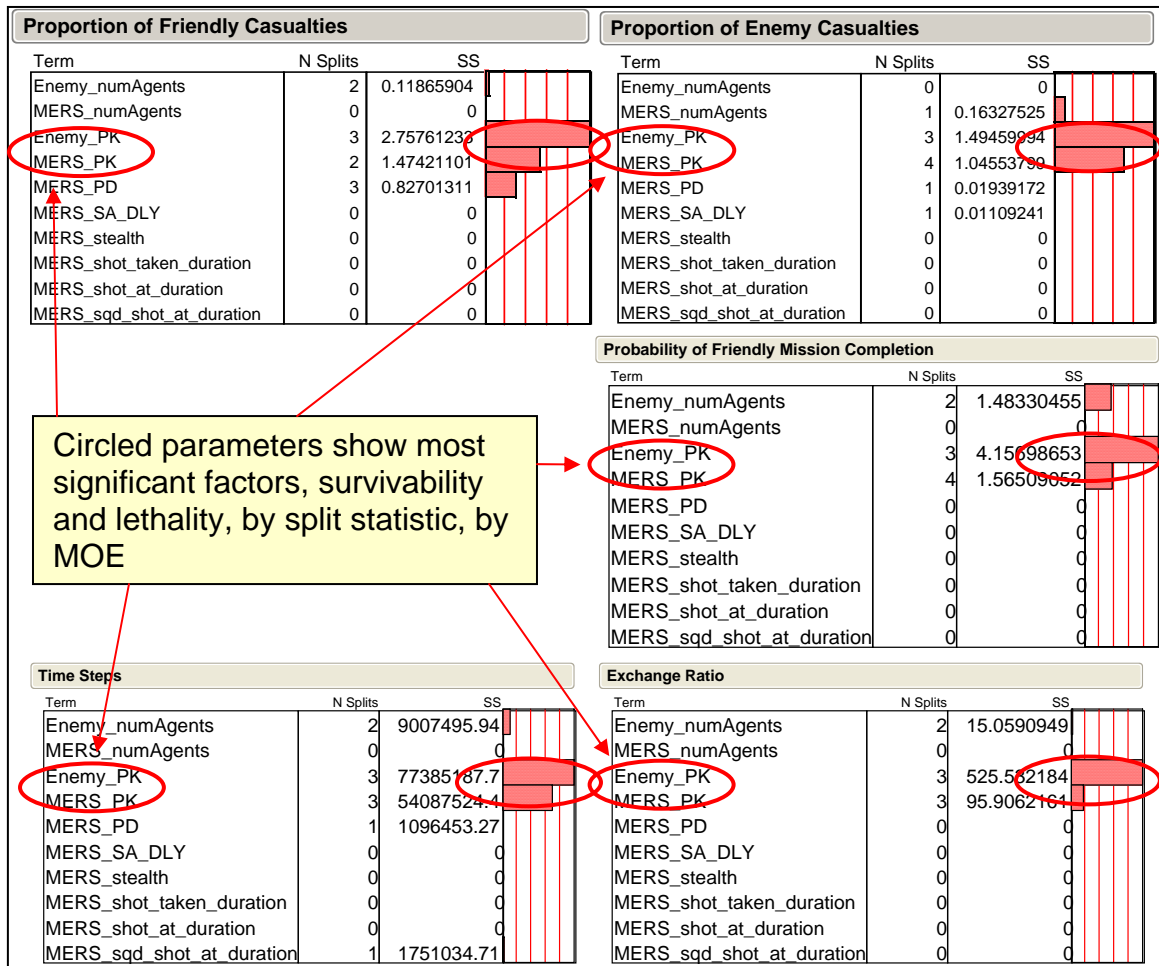 Proportion of Friendly Casualties
Term N Splits SS
Enemy_numAgents 2 0.11865904
MERS_numAgents 0 0
Enemy_PK 3 2.75761233
MERS_PK 2 1.47421101
MERS_PD 3 0.82701311
MERS_SA_DLY 0 0
MERS_stealth 0 0
MERS_shot_taken_duration 0 0
MERS_shot_at_duration 0 0
MERS_sqd_shot_at_duration 0 0
Proportion of Enemy Casualties
Term N Splits SS
Enemy_numAgents 0 0
MERS_numAgents 1 0.16327525
Enemy_PK 3 1.49459994
MERS_PK 4 1.04553799
MERS_PD 1 0.01939172
MERS_SA_DLY 1 0.01109241
MERS_stealth 0 0
MERS_shot_taken_duration 0 0
MERS_shot_at_duration 0 0
MERS_sqd_shot_at_duration 0 0
Probability of Friendly Mission Completion
Term N Splits SS
Enemy_numAgents 2 1.48330455
MERS_numAgents 0 0
Enemy_PK 3 4.15698653
MERS_PK 4 1.56509052
MERS_PD 0 0
MERS_SA_DLY 0 0
MERS_stealth 0 0
MERS_shot_taken_duration 0 0
MERS_shot_at_duration 0 0
MERS_sqd_shot_at_duration 0 0
Circled parameters show most
significant factors, survivability
and lethality, by split statistic, by
MOE
Time Steps
Term N Splits SS
Enemy_numAgents 2 9007495.94
MERS_numAgents 0 0
Enemy_PK 3 77385187.7
MERS_PK 3 54087524.4
MERS_PD 1 1096453.27
MERS_SA_DLY 0 0
MERS_stealth 0 0
MERS_shot_taken_duration 0 0
MERS_shot_at_duration 0 0
MERS_sqd_shot_at_duration 1 1751034.71
Exchange Ratio
Term N Splits SS
Enemy_numAgents 2 15.0590949
MERS_numAgents 0 0
Enemy_PK 3 525.532184
MERS_PK 3 95.9062161
MERS_PD 0 0
MERS_SA_DLY 0 0
MERS_stealth 0 0
MERS_shot_taken_duration 0 0
MERS_shot_at_duration 0 0
MERS_sqd_shot_at_duration 0 0